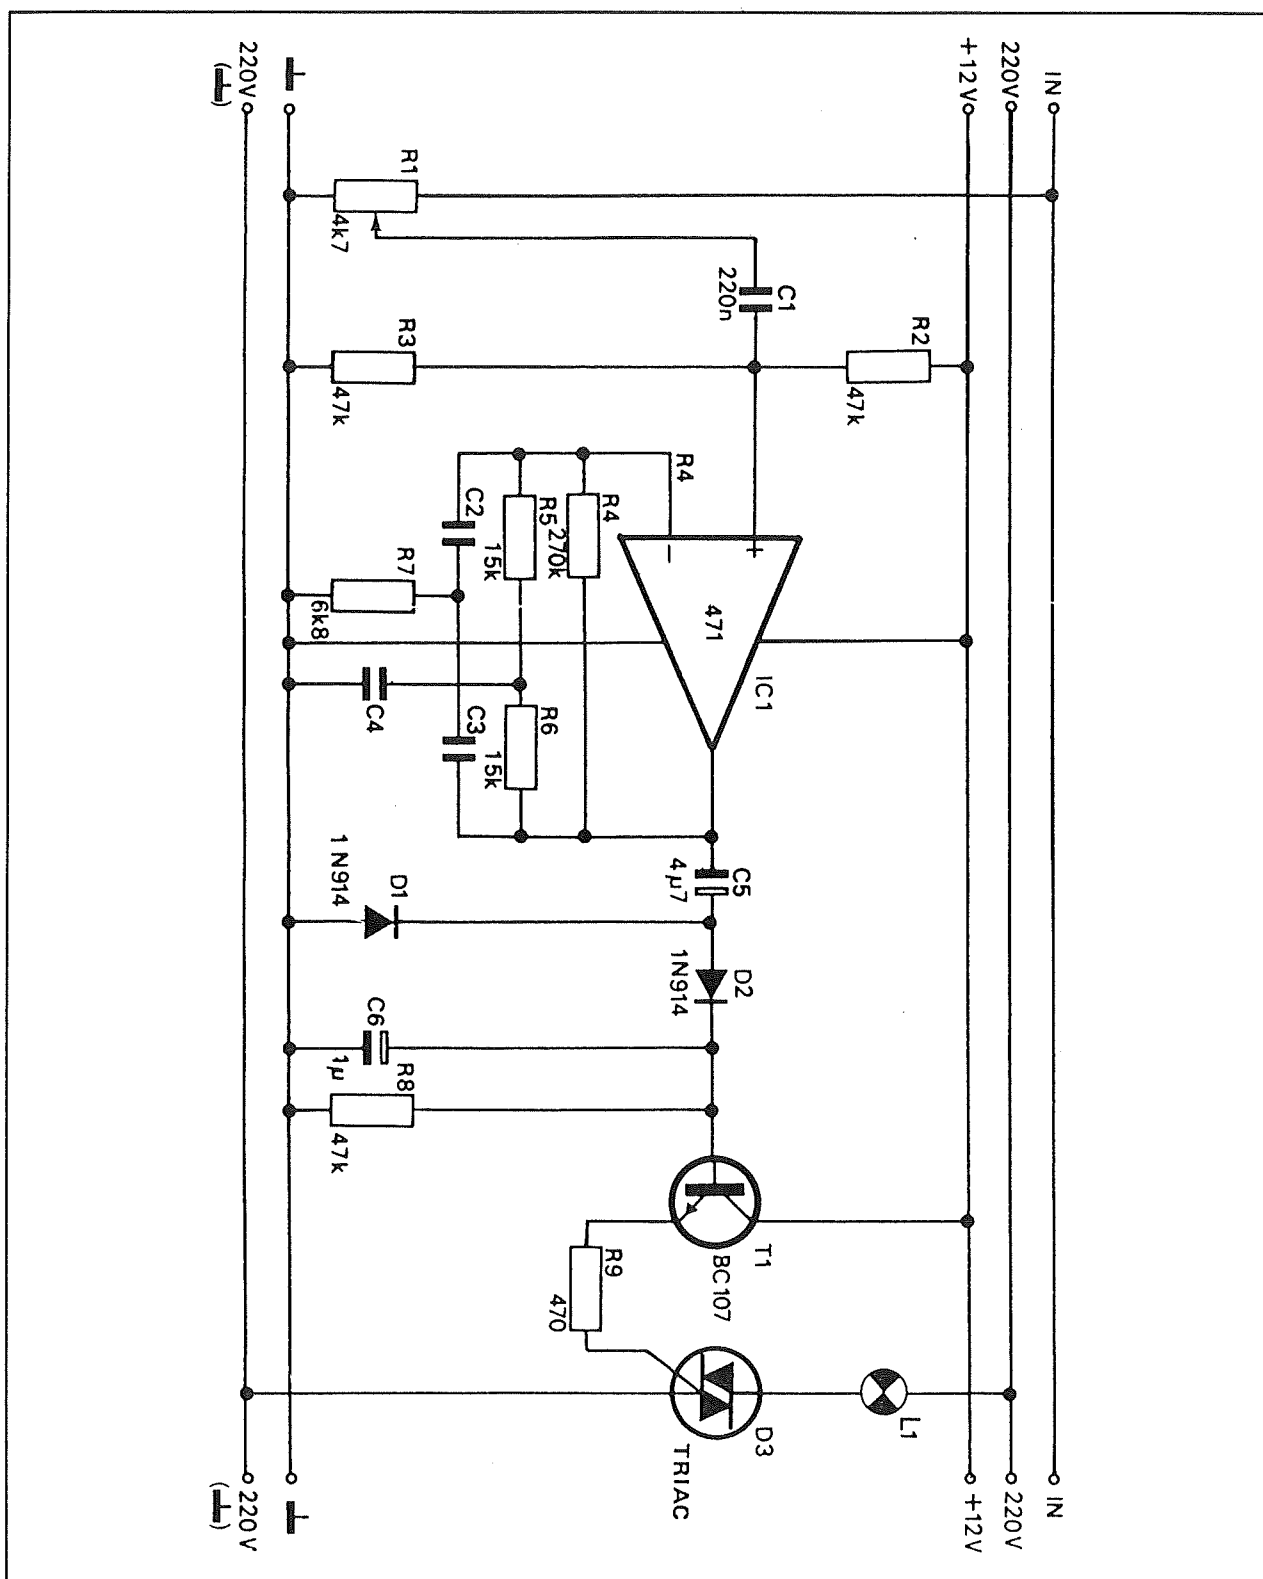 IN
220V
+12V
⊥
220V
(⊥)
R1
4k7
C1
220n
R2
47k
R3
47k
R4
R4
270k
R5
15k
C2
R7
6k8
+
−
471
IC1
C4
C3
R6
15k
C5
4µ7
D1
1N914
D2
1N914
C6
1µ
R8
47k
T1
BC107
R9
470
L1
D3
TRIAC
IN
220V
+12V
⊥
220V
(⊥)